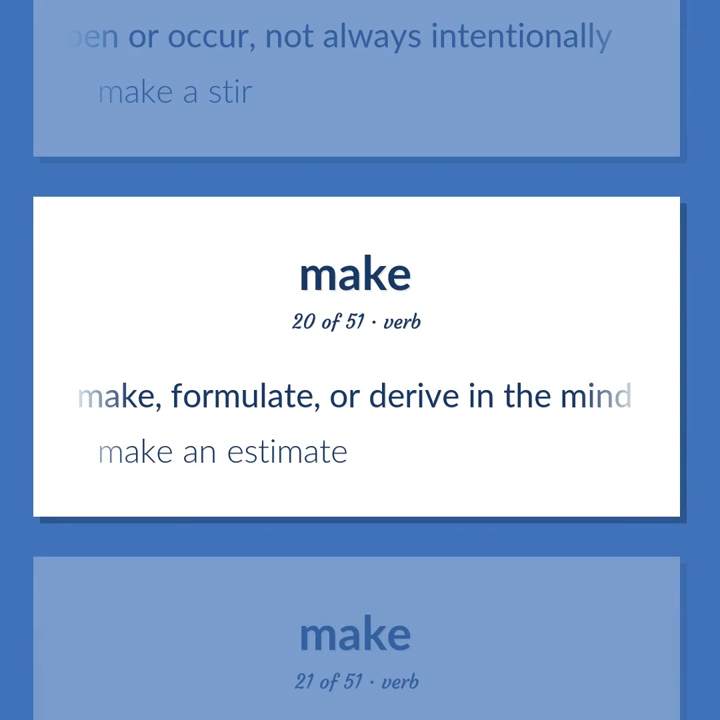 or occur, not always intentionally
make a stir
make
20 of 51 · verb
make, formulate, or derive in the mind
make an estimate
make
21 of 51 · verb